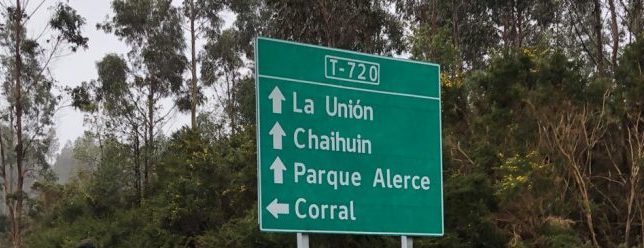 T-720
La Unión
Chaihuin
Parque Alerce
Corral